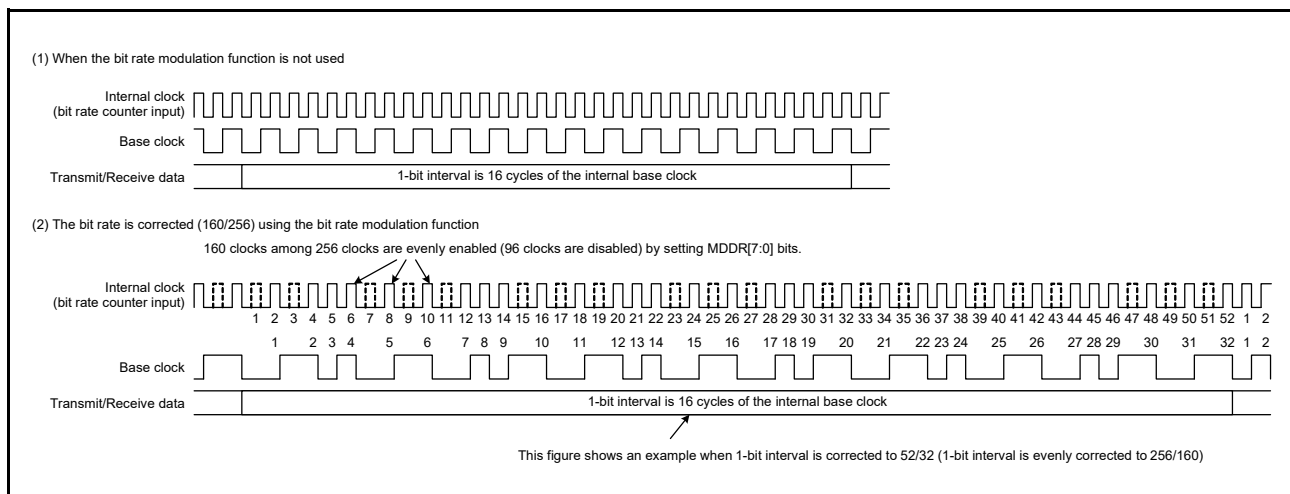 (1) When the bit rate modulation function is not used
Internal clock
(bit rate counter input)
Base clock
Transmit/Receive data
1-bit interval is 16 cycles of the internal base clock
(2) The bit rate is corrected (160/256) using the bit rate modulation function
160 clocks among 256 clocks are evenly enabled (96 clocks are disabled) by setting MDDR[7:0] bits.
Internal clock
(bit rate counter input)
1 2 3 4 5 6 7 8 9 10 11 12 13 14 15 16 17 18 19 20 21 22 23 24 25 26 27 28 29 30 31 32 33 34 35 36 37 38 39 40 41 42 43 44 45 46 47 48 49 50 51 52 1 2
1 2 3 4 5 6 7 8 9 10 11 12 13 14 15 16 17 18 19 20 21 22 23 24 25 26 27 28 29 30 31 32 1 2
Base clock
Transmit/Receive data
1-bit interval is 16 cycles of the internal base clock
This figure shows an example when 1-bit interval is corrected to 52/32 (1-bit interval is evenly corrected to 256/160)